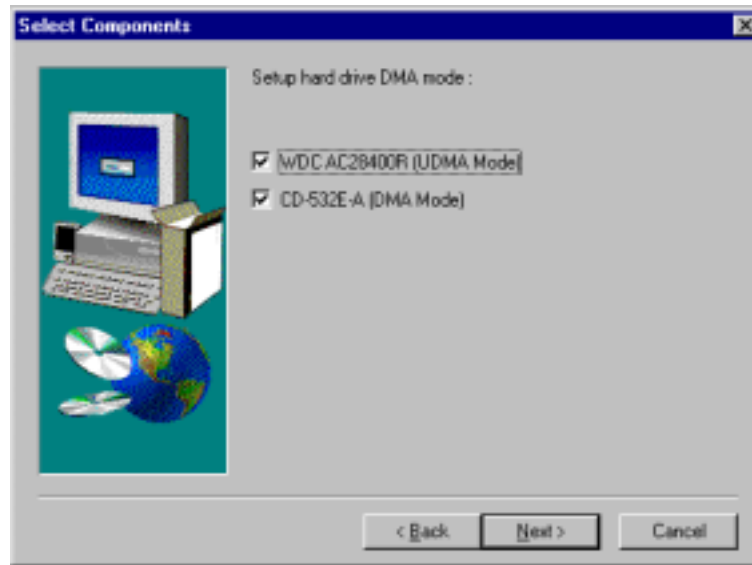 Select Components
Setup hard drive DMA mode :
WDC AC28400R (UDMA Mode)
CD-532E-A (DMA Mode)
< Back
Next >
Cancel